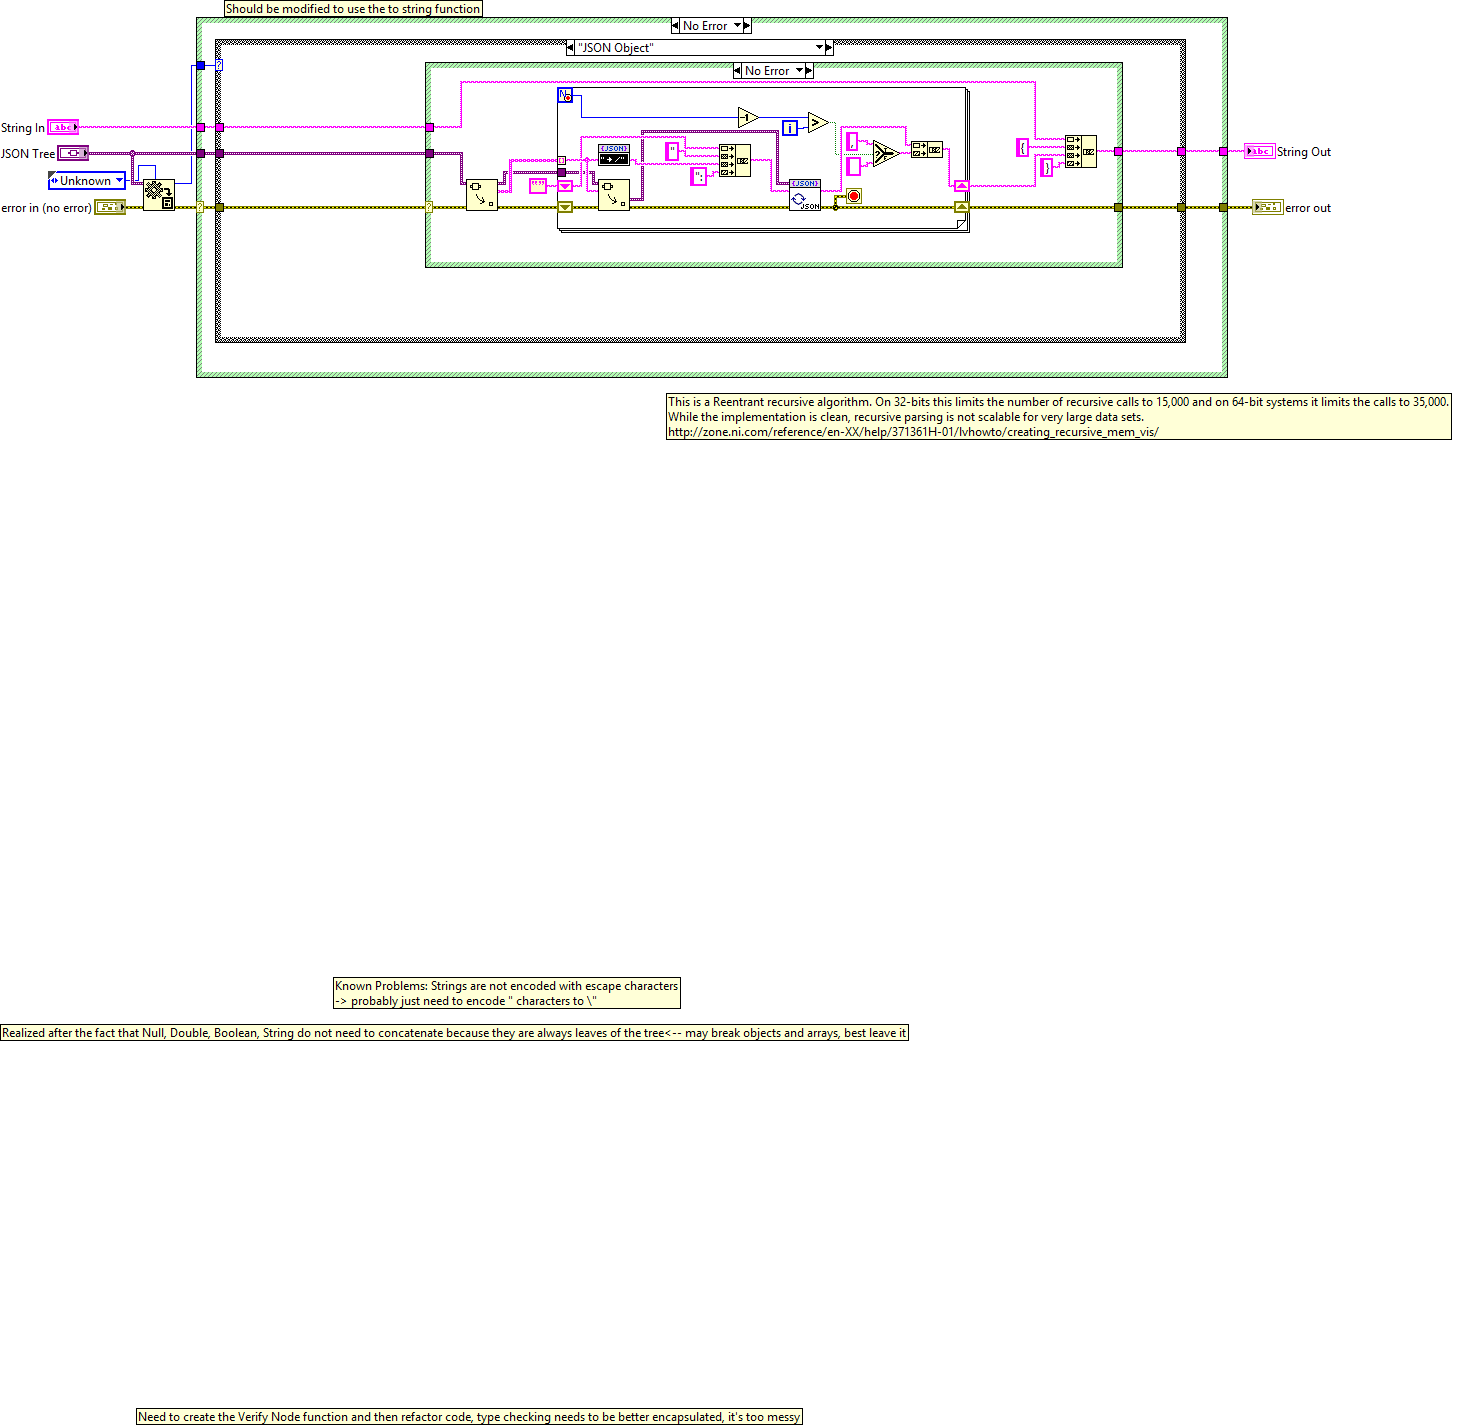 Should be modified to use the to string function
No Error
"JSON Object"
No Error
N
-1
>
i
String In
abc
JSON Tree
Unknown
error in (no error)
{JSON}
"
":
""
,
{JSON}
JSON
{
}
abc
String Out
error out
This is a Reentrant recursive algorithm. On 32-bits this limits the number of recursive calls to 15,000 and on 64-bit systems it limits the calls to 35,000.
While the implementation is clean, recursive parsing is not scalable for very large data sets.
http://zone.ni.com/reference/en-XX/help/371361H-01/lvhowto/creating_recursive_mem_vis/
Known Problems: Strings are not encoded with escape characters
-> probably just need to encode " characters to \"
Realized after the fact that Null, Double, Boolean, String do not need to concatenate because they are always leaves of the tree<-- may break objects and arrays, best leave it
Need to create the Verify Node function and then refactor code, type checking needs to be better encapsulated, it's too messy